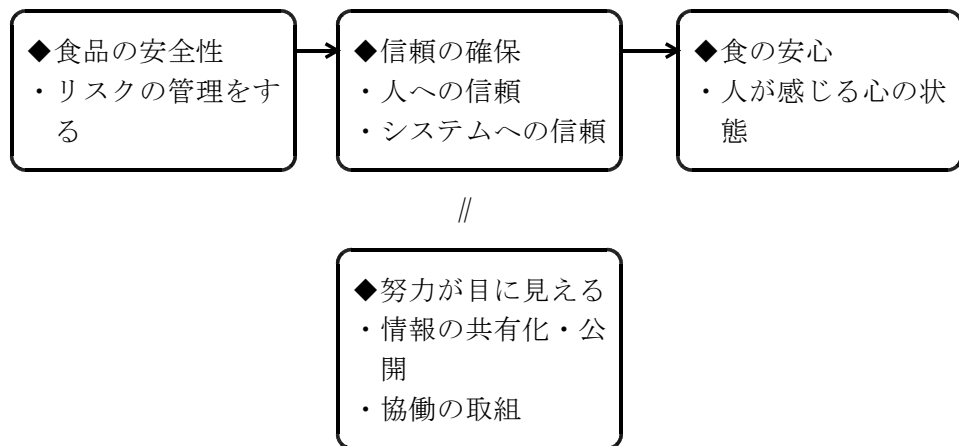 ◆食品の安全性
・リスクの管理をす
る
◆信頼の確保
・人への信頼
・システムへの信頼
◆食の安心
・人が感じる心の状
態
〃
◆努力が目に見える
・情報の共有化・公
開
・協働の取組